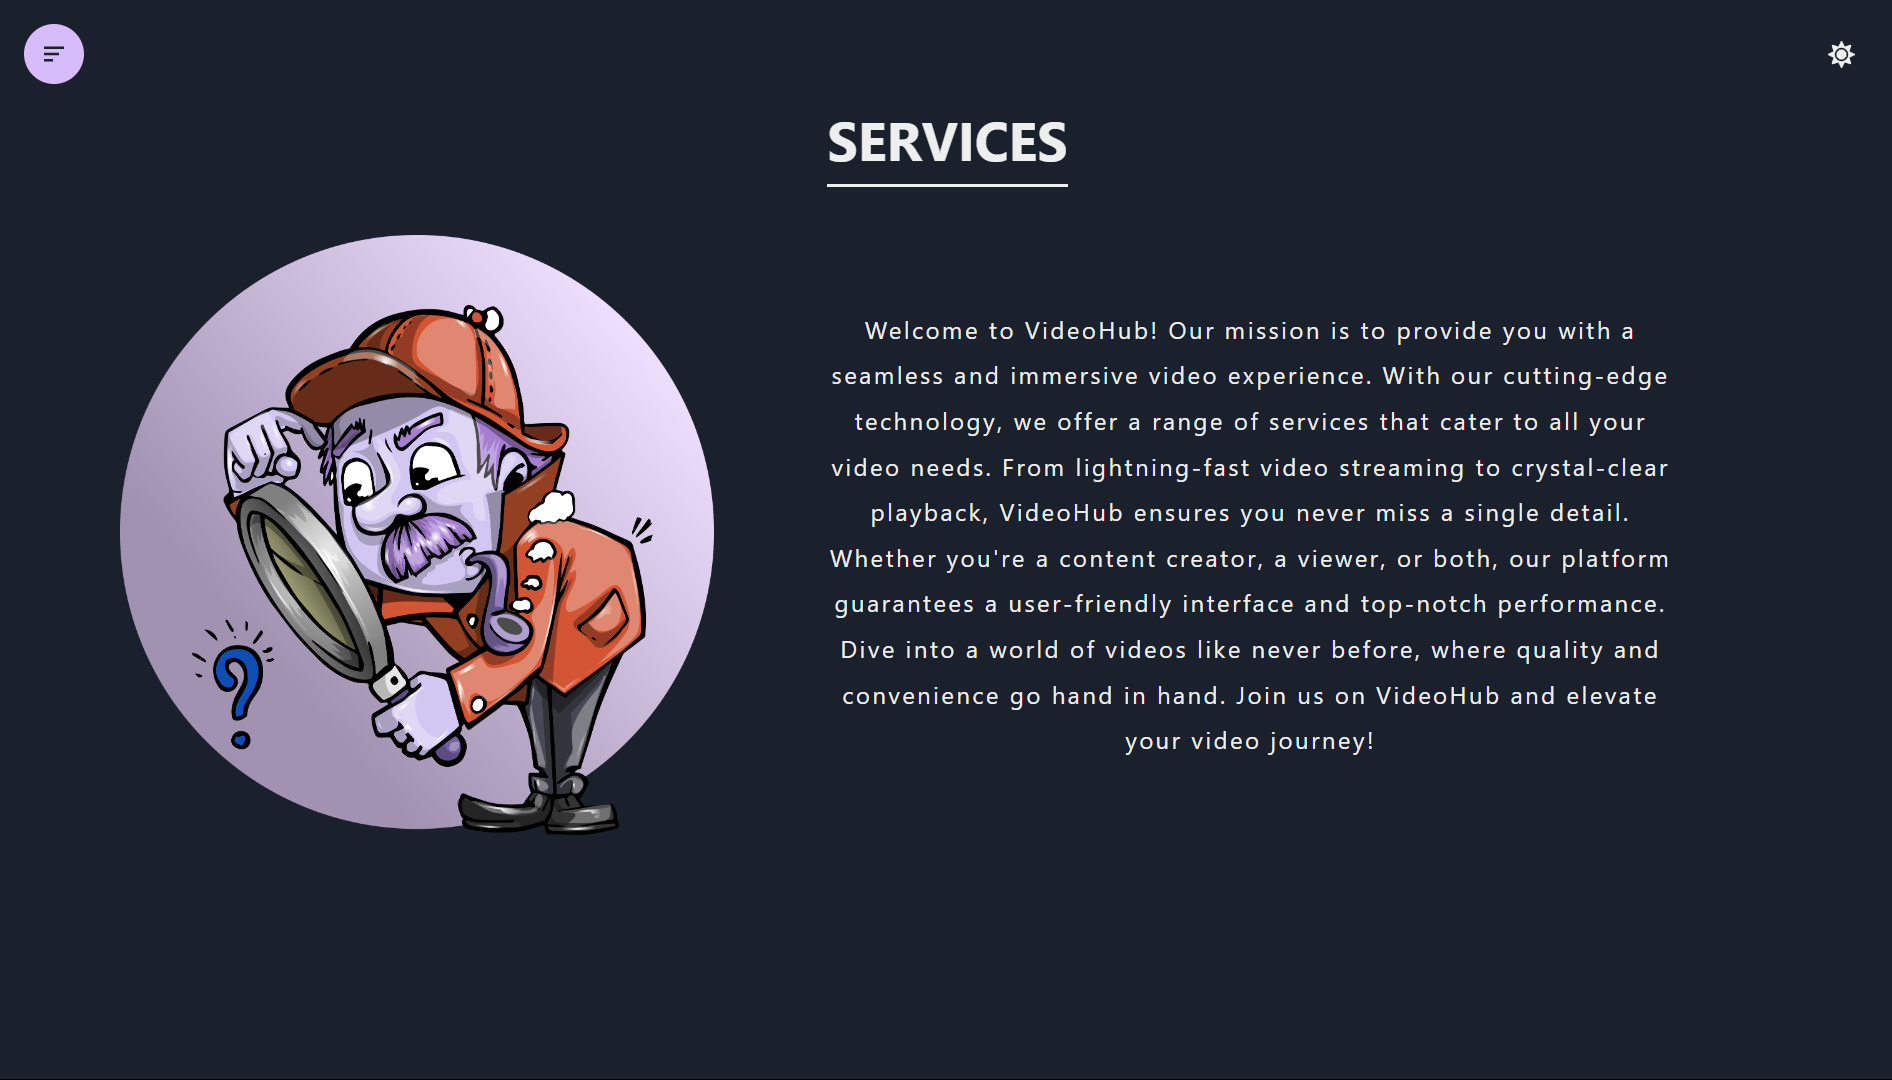 SERVICES
Welcome to VideoHub! Our mission is to provide you with a
seamless and immersive video experience. With our cutting-edge
technology, we offer a range of services that cater to all your
video needs. From lightning-fast video streaming to crystal-clear
playback, VideoHub ensures you never miss a single detail.
Whether you're a content creator, a viewer, or both, our platform
guarantees a user-friendly interface and top-notch performance.
Dive into a world of videos like never before, where quality and
convenience go hand in hand. Join us on VideoHub and elevate
your video journey!
?